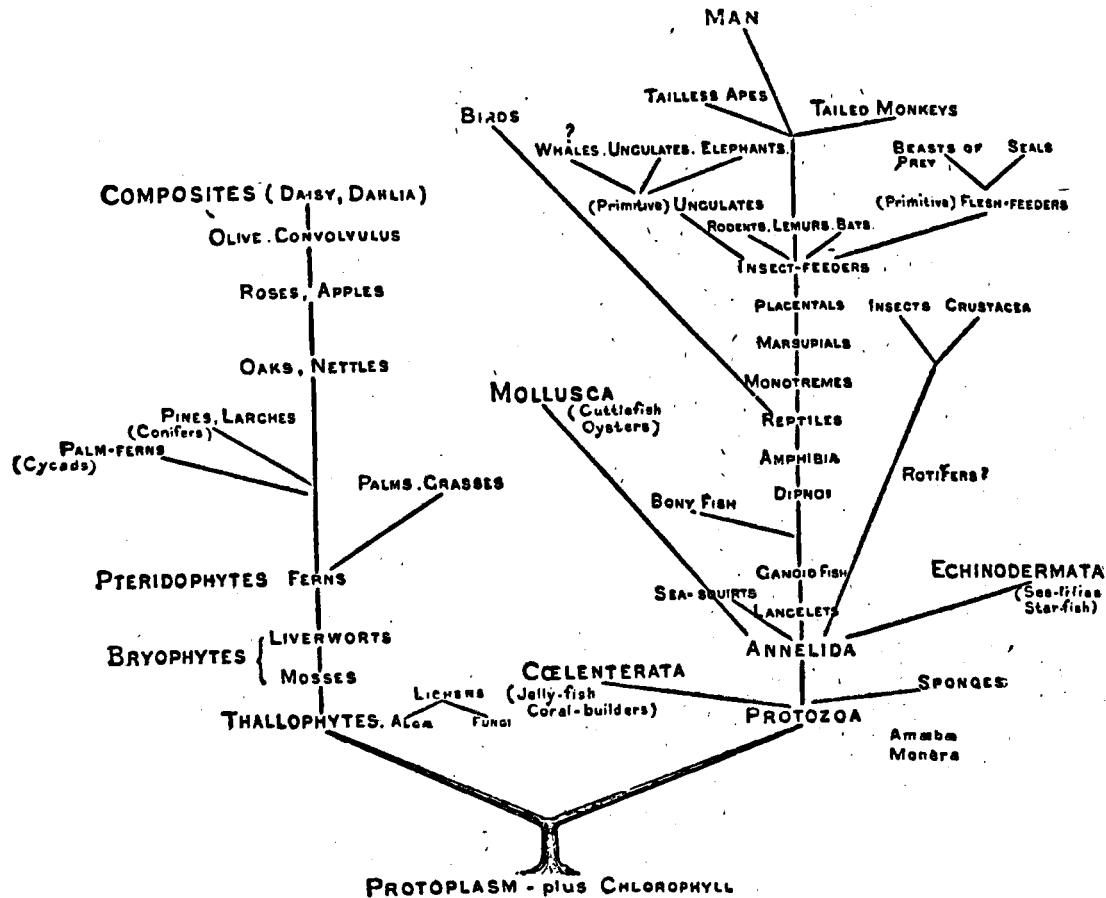 MAN
TAILLESS APES
TAILED MONKEYS
BIRDS
?
WHALES. UNGULATES. ELEPHANTS.
BEASTS OF PREY
SEALS
COMPOSITES (DAISY, DAHLIA)
(Primitive) UNGULATES
(Primitive) FLESH-FEEDERS
OLIVE. CONVOLVULUS
RODENTS, LEMURS. BATS.
INSECT-FEEDERS
ROSES, APPLES
PLACENTALS
INSECTS CRUSTACEA
MARSUPIALS
OAKS, NETTLES
MONOTREMES
MOLLUSCA
(Cuttlefish
Oysters)
REPTILES
PINES, LARCHES
(Conifers)
PALM-FERNS
(Cycads)
AMPHIBIA
ROTIFERS?
PALMS. GRASSES
DIPNOI
BONY FISH
PTERIDOPHYTES FERNS
GANOID FISH
ECHINODERMATA
(Sea-lilies
Star-fish)
SEA-SQUIRTS
LANCELETS
BRYOPHYTES
LIVERWORTS
MOSSES
ANNELIDA
CŒLENTERATA
(Jelly-fish
Coral-builders)
SPONGES
LICHENS
THALLOPHYTES. ALGÆ
FUNGI
PROTOZOA
Amœbæ
Monera
PROTOPLASM - plus CHLOROPHYLL